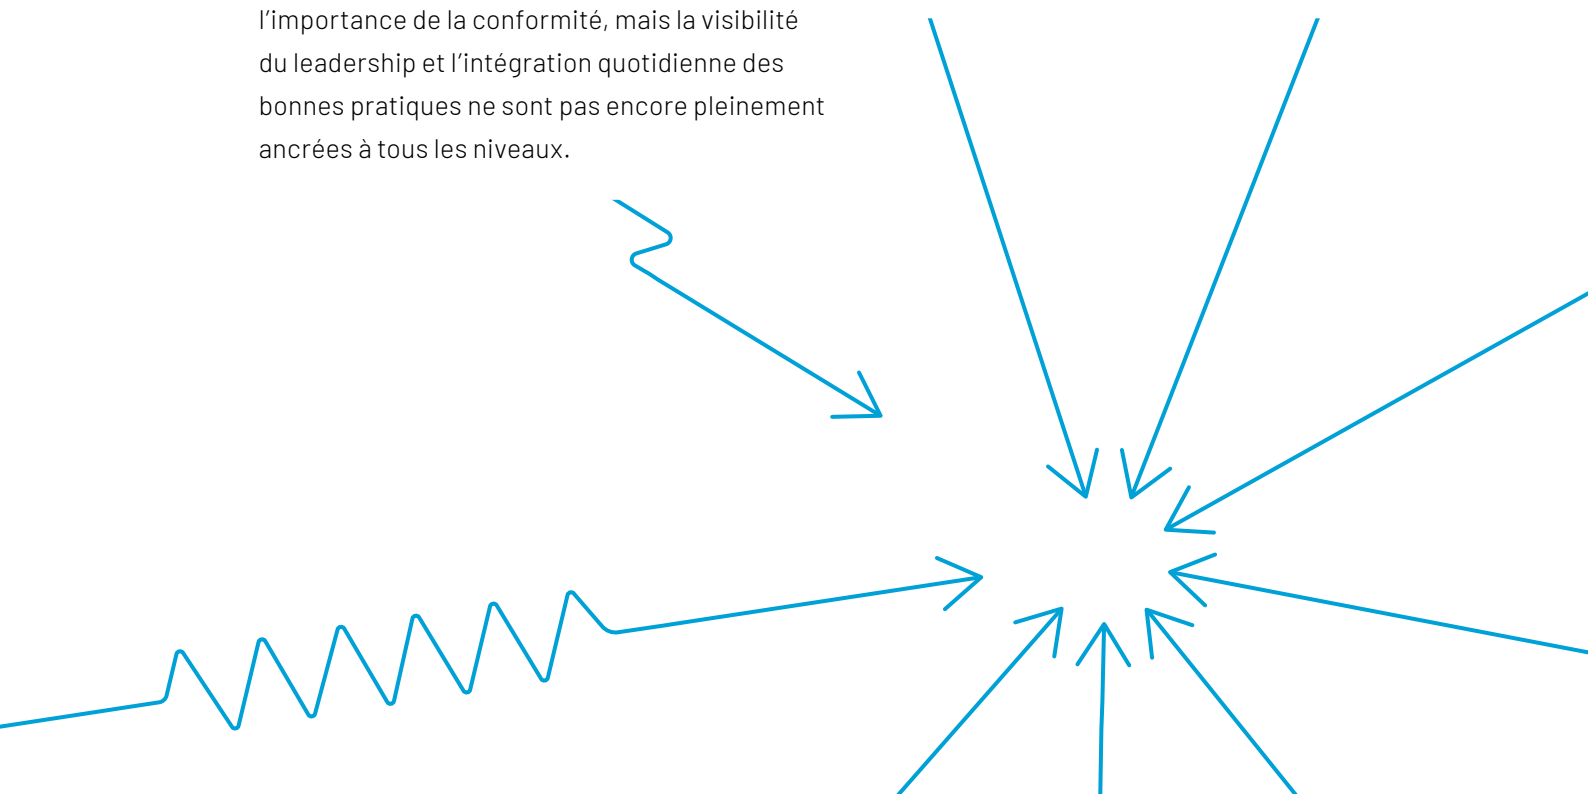 l’importance de la conformité, mais la visibilité
du leadership et l’intégration quotidienne des
bonnes pratiques ne sont pas encore pleinement
ancrées à tous les niveaux.